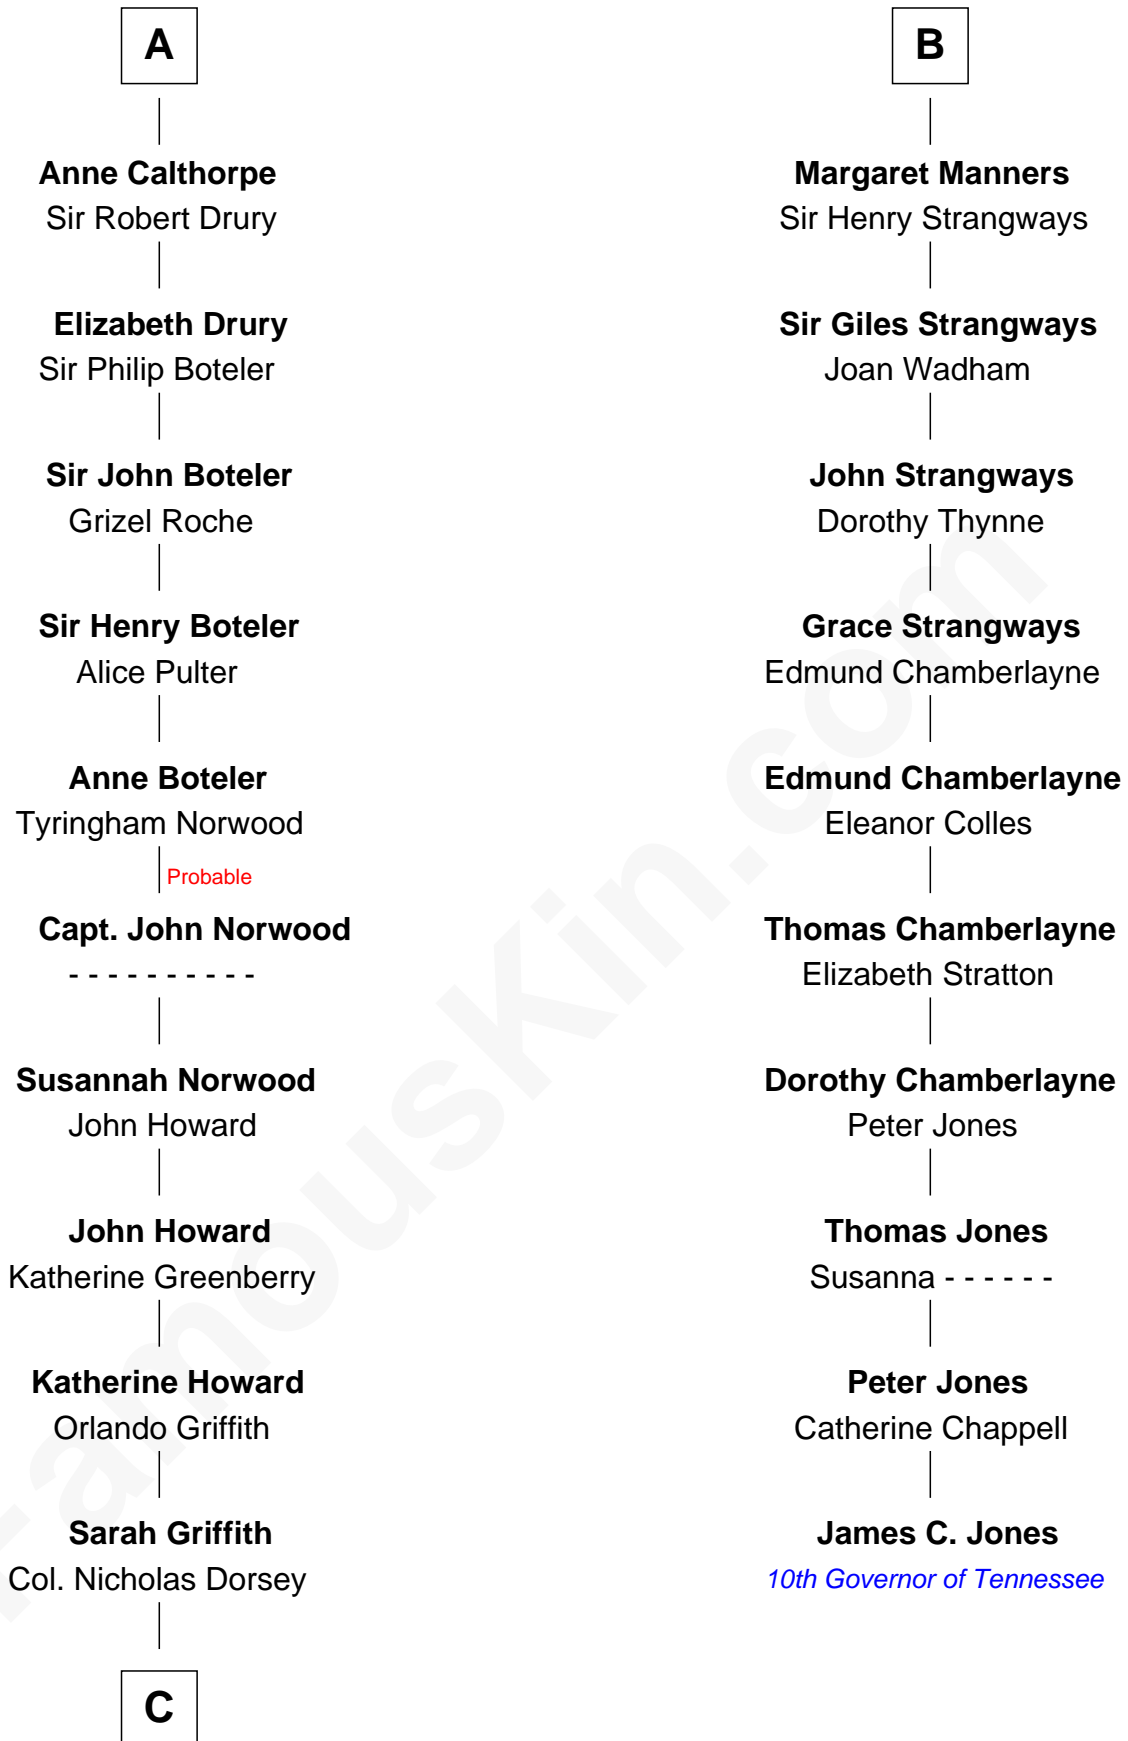 A
Anne Calthorpe
Sir Robert Drury
Elizabeth Drury
Sir Philip Boteler
Sir John Boteler
Grizel Roche
Sir Henry Boteler
Alice Pulter
Anne Boteler
Tyringham Norwood
Probable
Capt. John Norwood
- - - - - - - - - -
Susannah Norwood
John Howard
John Howard
Katherine Greenberry
Katherine Howard
Orlando Griffith
Sarah Griffith
Col. Nicholas Dorsey
C
B
Margaret Manners
Sir Henry Strangways
Sir Giles Strangways
Joan Wadham
John Strangways
Dorothy Thynne
Grace Strangways
Edmund Chamberlayne
Edmund Chamberlayne
Eleanor Colles
Thomas Chamberlayne
Elizabeth Stratton
Dorothy Chamberlayne
Peter Jones
Thomas Jones
Susanna - - - - - -
Peter Jones
Catherine Chappell
James C. Jones
10th Governor of Tennessee
FamousKin.com